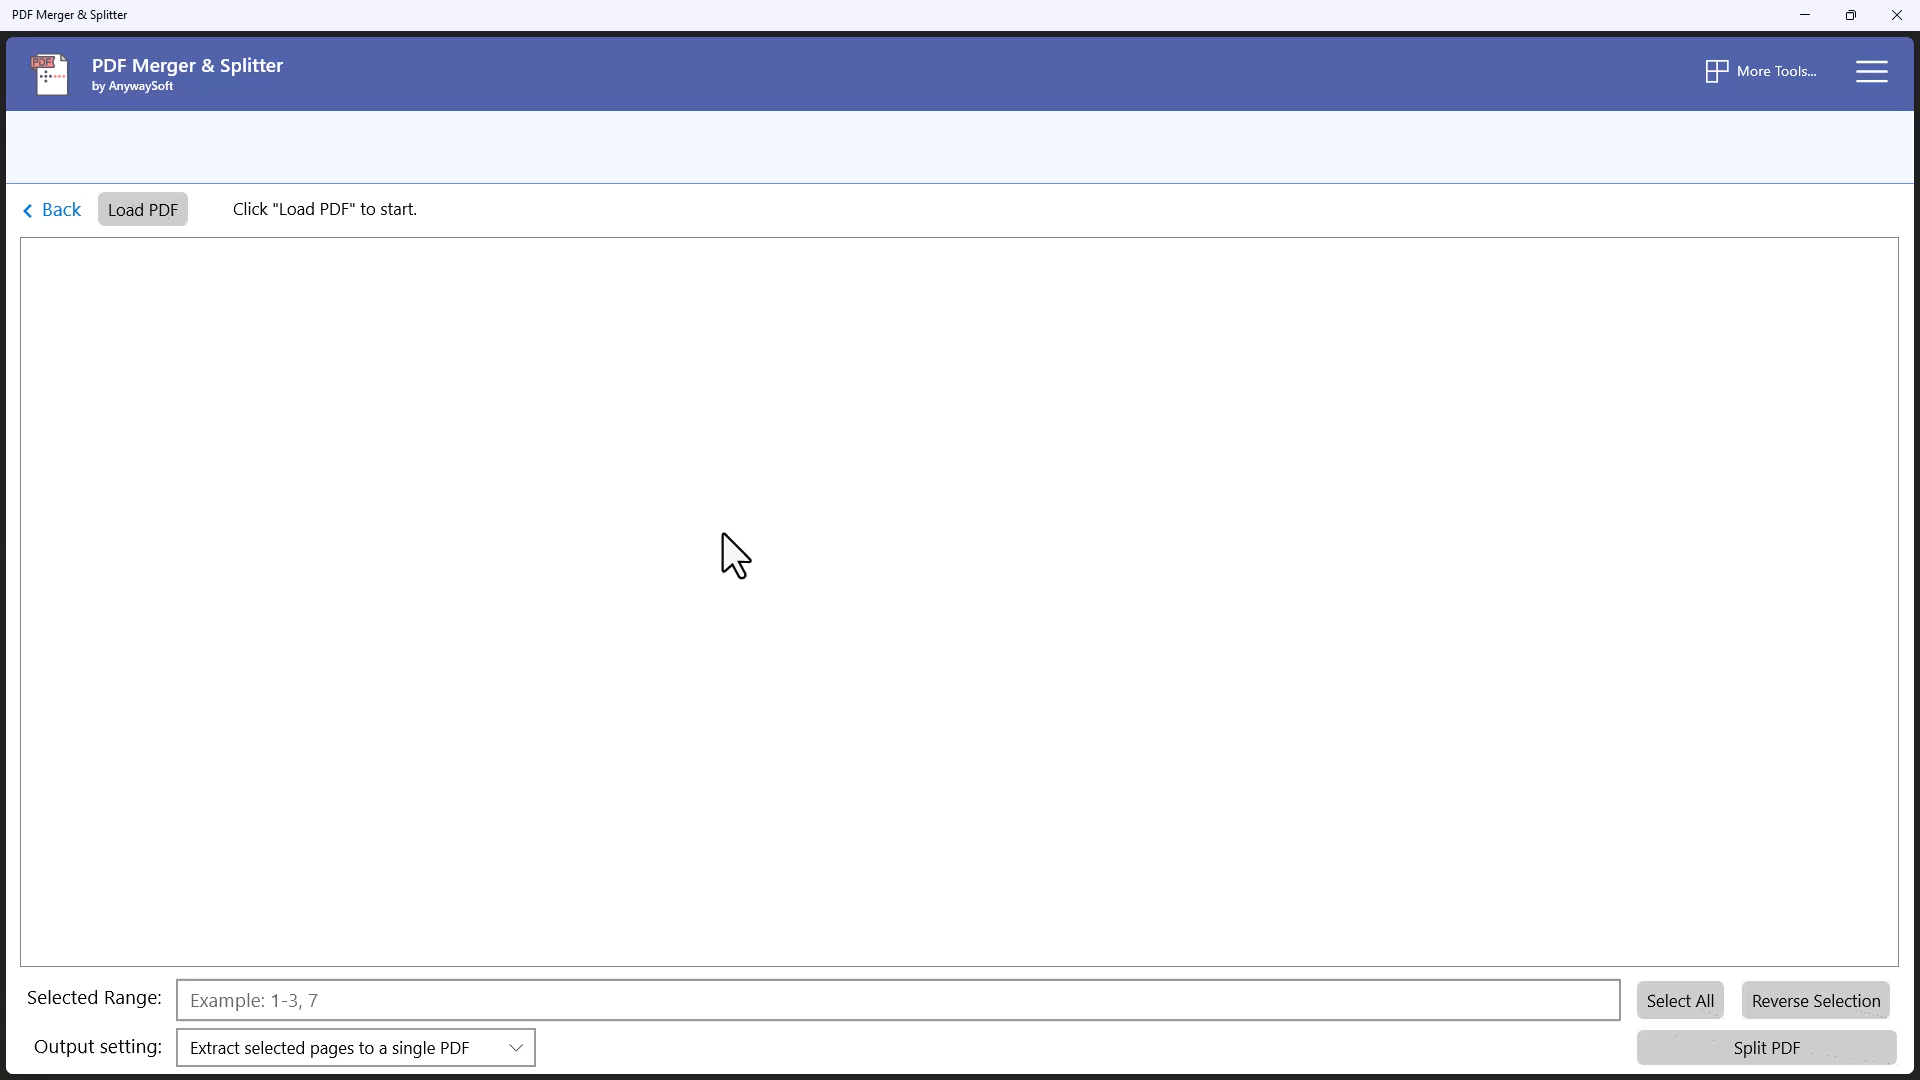 PDF Merger & Splitter
PDF
PDF Merger & Splitter
by AnywaySoft
More Tools...
Back
Load PDF
Click "Load PDF" to start.
Selected Range:
Example: 1-3, 7
Select All
Reverse Selection
Output setting:
Extract selected pages to a single PDF
Split PDF